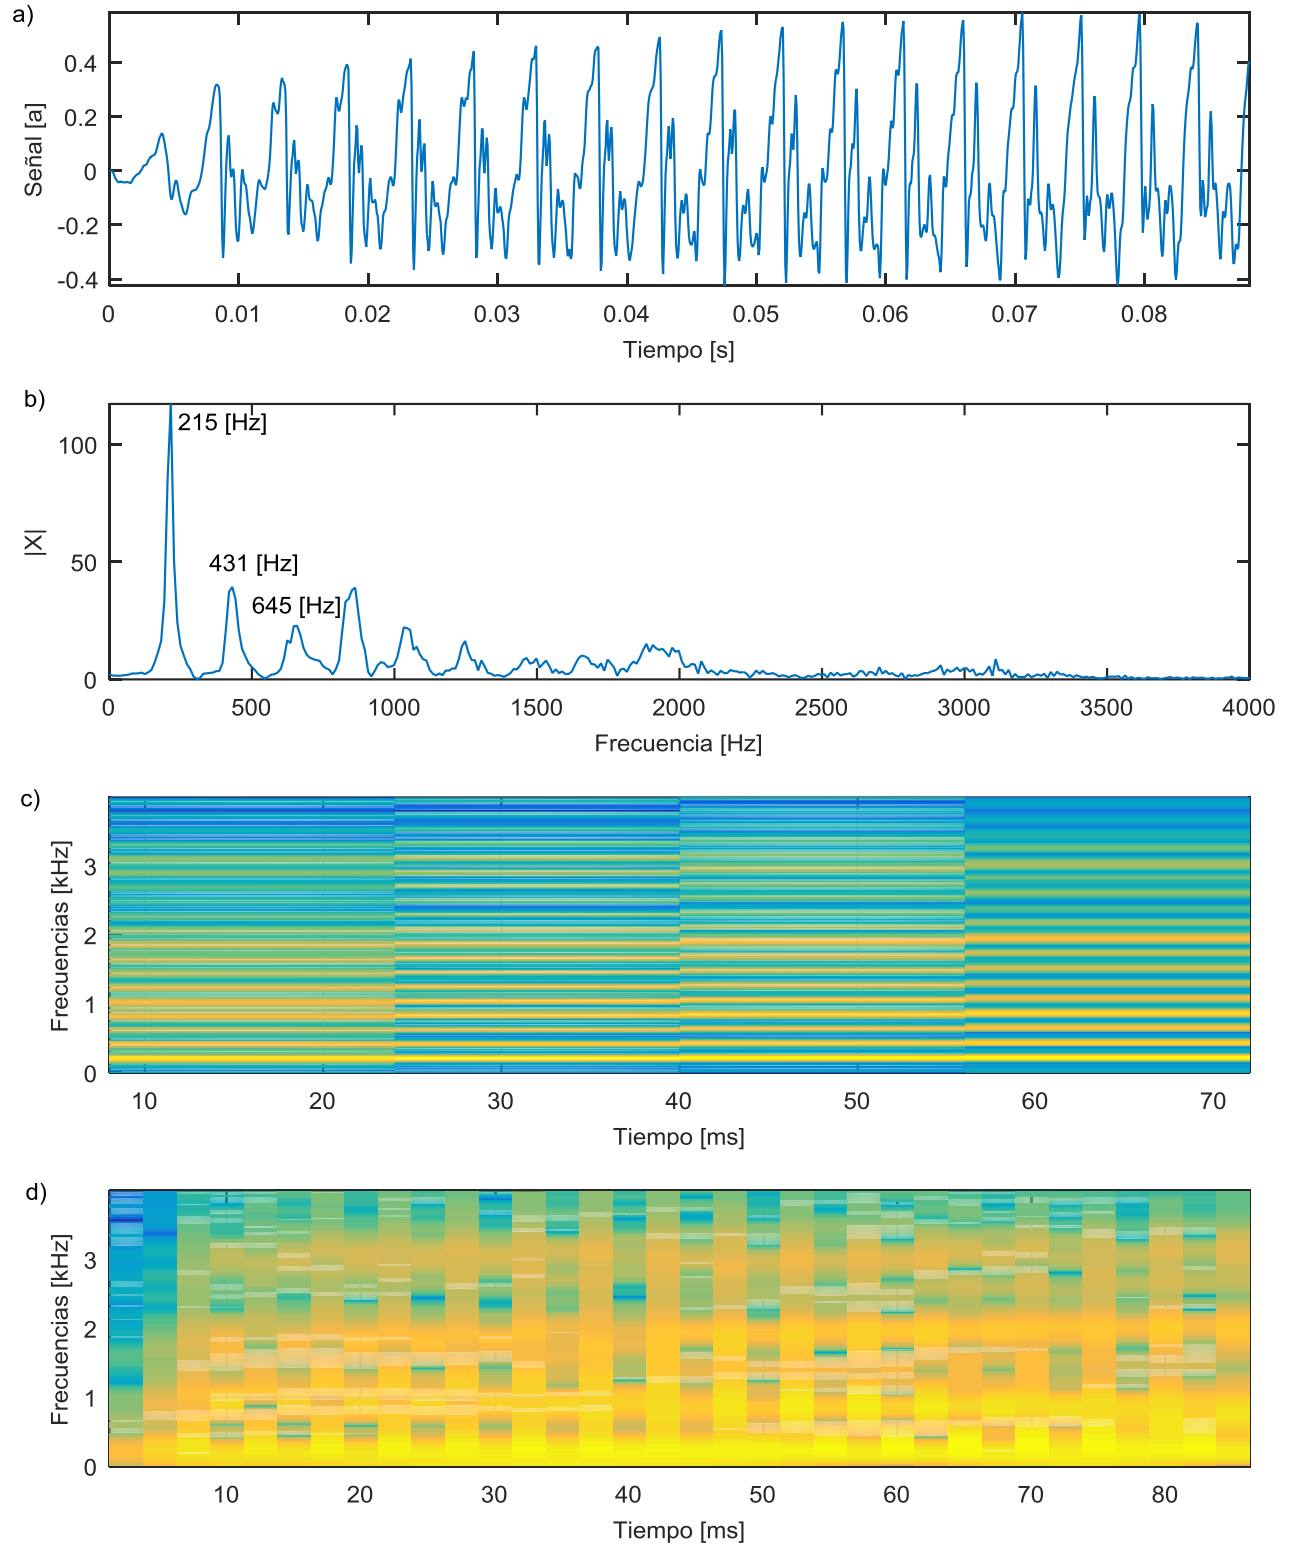 a)
0.4
0.2
0
-0.2
-0.4
Señal [a]
0 0.01 0.02 0.03 0.04 0.05 0.06 0.07 0.08
Tiempo [s]
b)
215 [Hz]
100
431 [Hz]
50
645 [Hz]
0
|X|
0 500 1000 1500 2000 2500 3000 3500 4000
Frecuencia [Hz]
c)
3
2
1
0
Frecuencias [kHz]
10 20 30 40 50 60 70
Tiempo [ms]
d)
3
2
1
0
Frecuencias [kHz]
10 20 30 40 50 60 70 80
Tiempo [ms]